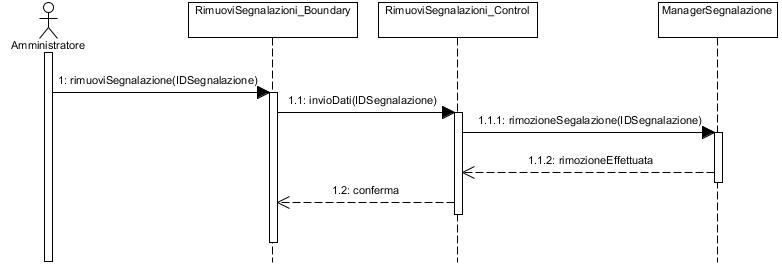 RimuoviSegnalazioni_Boundary
RimuoviSegnalazioni_Control
ManagerSegnalazione
Amministratore
1: rimuoviSegnalazione(IDSegnalazione)
1.1: invioDati(IDSegnalazione)
1.1.1: rimozioneSegalazione(IDSegnalazione)
1.1.2: rimozioneEffettuata
1.2: conferma